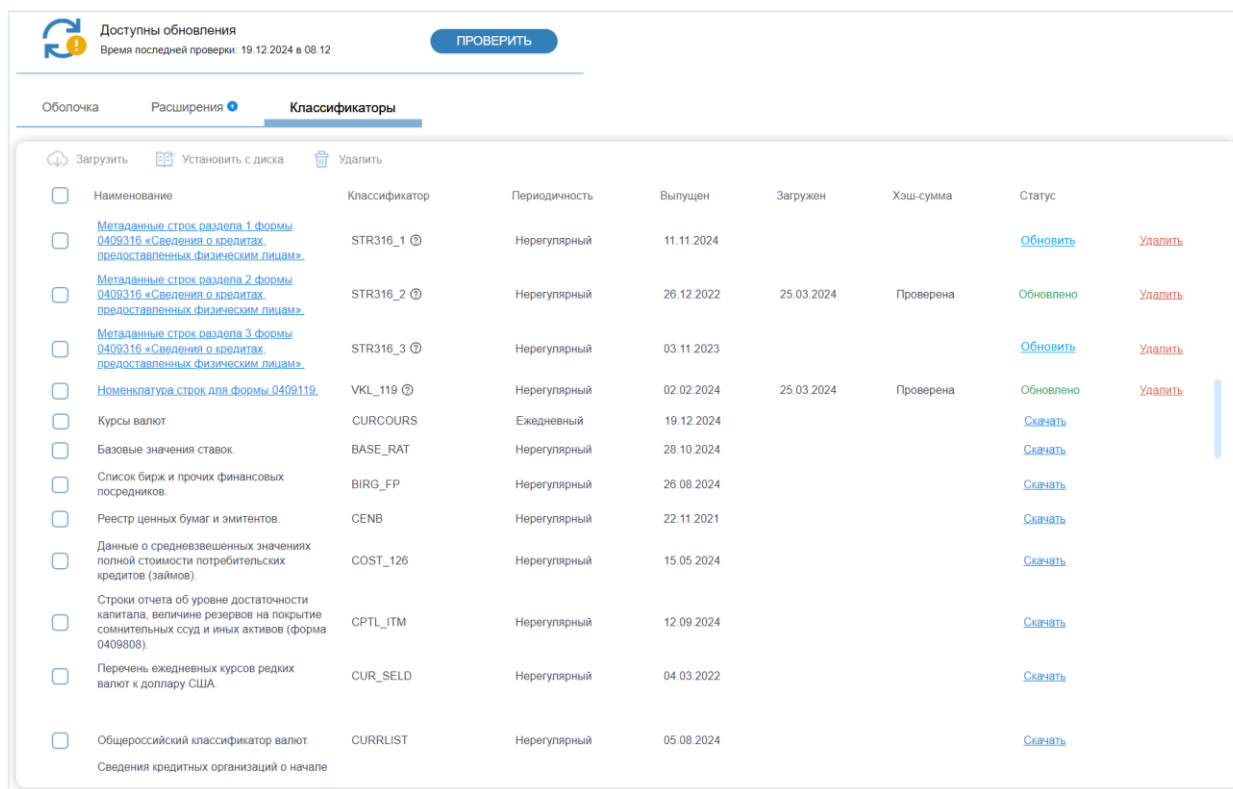 Доступны обновления
Время последней проверки: 19.12.2024 в 08.12
ПРОВЕРИТЬ
Оболочка Расширения Классификаторы
Загрузить Установить с диска Удалить
Наименование Классификатор Периодичность Выпущен Загружен Хэш-сумма Статус
Метаданные строк раздела 1 формы
0409316 «Сведения о кредитах,
предоставленных физическим лицам».
STR316_1 Нерегулярный 11.11.2024 Обновить Удалить
Метаданные строк раздела 2 формы
0409316 «Сведения о кредитах,
предоставленных физическим лицам».
STR316_2 Нерегулярный 26.12.2022 25.03.2024 Проверена Обновлено Удалить
Метаданные строк раздела 3 формы
0409316 «Сведения о кредитах,
предоставленных физическим лицам».
STR316_3 Нерегулярный 03.11.2023 Обновить Удалить
Номенклатура строк для формы 0409119. VKL_119 Нерегулярный 02.02.2024 25.03.2024 Проверена Обновлено Удалить
Курсы валют CURCOURS Ежедневный 19.12.2024 Скачать
Базовые значения ставок. BASE_RAT Нерегулярный 28.10.2024 Скачать
Список бирж и прочих финансовых
посредников.
BIRG_FP Нерегулярный 26.08.2024 Скачать
Реестр ценных бумаг и эмитентов. CENB Нерегулярный 22.11.2021 Скачать
Данные о средневзвешенных значениях
полной стоимости потребительских
кредитов (займов).
COST_126 Нерегулярный 15.05.2024 Скачать
Строки отчета об уровне достаточности
капитала, величине резервов на покрытие
сомнительных ссуд и иных активов (форма
0409808).
CPTL_ITM Нерегулярный 12.09.2024 Скачать
Перечень ежедневных курсов редких
валют к доллару США.
CUR_SELD Нерегулярный 04.03.2022 Скачать
Общероссийский классификатор валют. CURRLIST Нерегулярный 05.08.2024 Скачать
Сведения кредитных организаций о начале